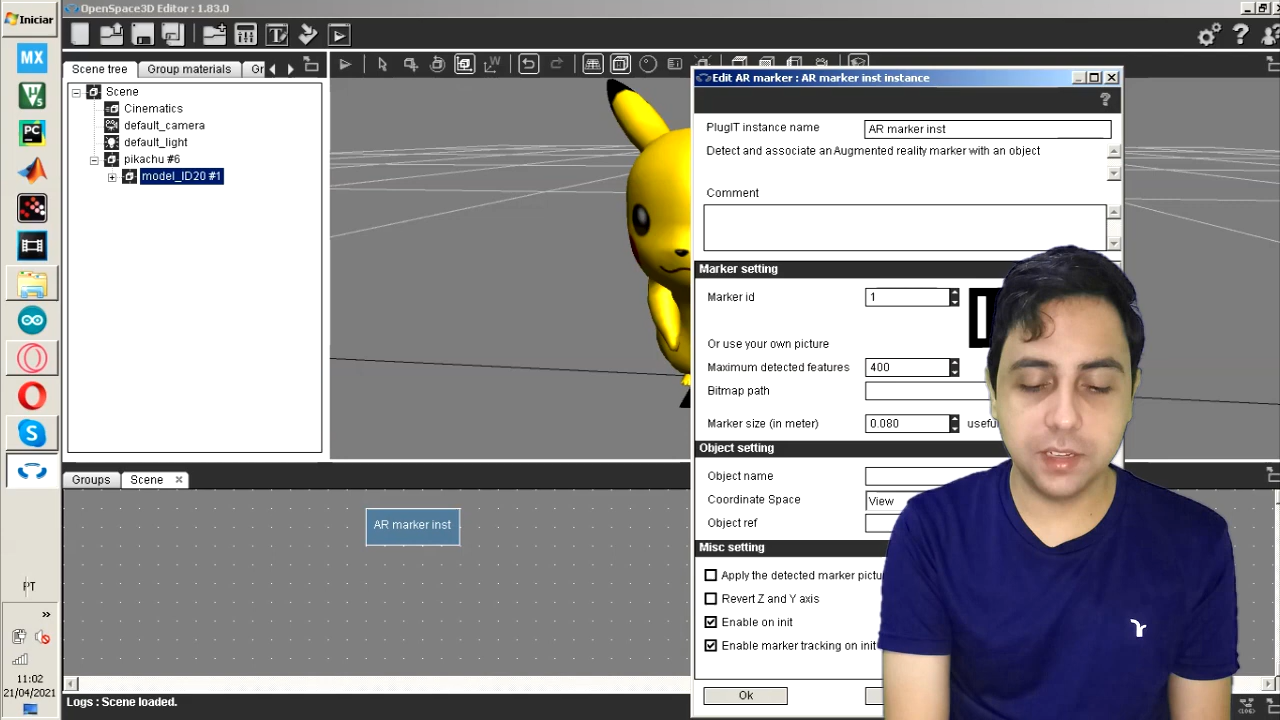 Iniciar
OpenSpace3D Editor : 1.83.0
MX
PC
S
PT
»
11:02
21/04/2021
Scene tree
Group materials
Gr
Scene
Cinematics
default_camera
default_light
pikachu #6
model_ID20 #1
Groups
Scene
AR marker inst
Logs : Scene loaded.
Edit AR marker : AR marker inst instance
?
PlugIT instance name
AR marker inst
Detect and associate an Augmented reality marker with an object
Comment
Marker setting
Marker id
1
Or use your own picture
Maximum detected features
400
Bitmap path
Marker size (in meter)
0.080
Object setting
Object name
Coordinate Space
View
Object ref
Misc setting
Apply the detected marker
Revert Z and Y axis
Enable on init
Enable marker tracking on init
Ok